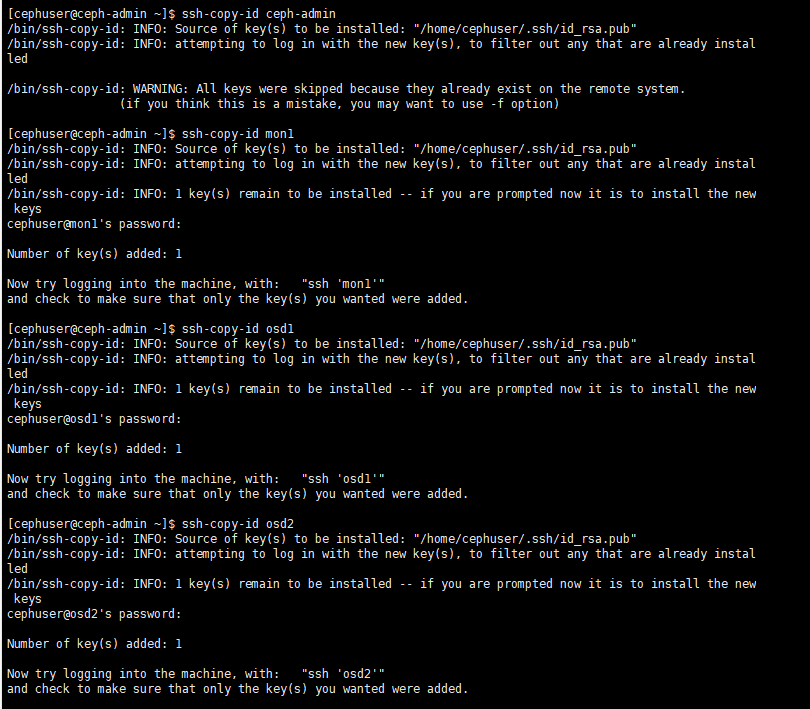 [cephuser@ceph-admin ~]$ ssh-copy-id ceph-admin
/bin/ssh-copy-id: INFO: Source of key(s) to be installed: "/home/cephuser/.ssh/id_rsa.pub"
/bin/ssh-copy-id: INFO: attempting to log in with the new key(s), to filter out any that are already instal
led
/bin/ssh-copy-id: WARNING: All keys were skipped because they already exist on the remote system.
(if you think this is a mistake, you may want to use -f option)
[cephuser@ceph-admin ~]$ ssh-copy-id mon1
/bin/ssh-copy-id: INFO: Source of key(s) to be installed: "/home/cephuser/.ssh/id_rsa.pub"
/bin/ssh-copy-id: INFO: attempting to log in with the new key(s), to filter out any that are already instal
led
/bin/ssh-copy-id: INFO: 1 key(s) remain to be installed -- if you are prompted now it is to install the new
keys
cephuser@mon1's password:
Number of key(s) added: 1
Now try logging into the machine, with:   "ssh 'mon1'"
and check to make sure that only the key(s) you wanted were added.
[cephuser@ceph-admin ~]$ ssh-copy-id osd1
/bin/ssh-copy-id: INFO: Source of key(s) to be installed: "/home/cephuser/.ssh/id_rsa.pub"
/bin/ssh-copy-id: INFO: attempting to log in with the new key(s), to filter out any that are already instal
led
/bin/ssh-copy-id: INFO: 1 key(s) remain to be installed -- if you are prompted now it is to install the new
keys
cephuser@osd1's password:
Number of key(s) added: 1
Now try logging into the machine, with:   "ssh 'osd1'"
and check to make sure that only the key(s) you wanted were added.
[cephuser@ceph-admin ~]$ ssh-copy-id osd2
/bin/ssh-copy-id: INFO: Source of key(s) to be installed: "/home/cephuser/.ssh/id_rsa.pub"
/bin/ssh-copy-id: INFO: attempting to log in with the new key(s), to filter out any that are already instal
led
/bin/ssh-copy-id: INFO: 1 key(s) remain to be installed -- if you are prompted now it is to install the new
keys
cephuser@osd2's password:
Number of key(s) added: 1
Now try logging into the machine, with:   "ssh 'osd2'"
and check to make sure that only the key(s) you wanted were added.